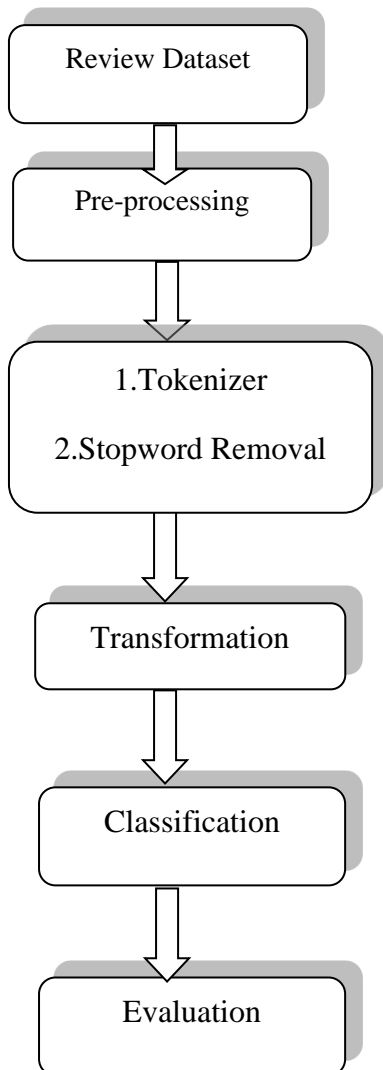 Review Dataset
Pre-processing
1.Tokenizer
2.Stopword Removal
Transformation
Classification
Evaluation